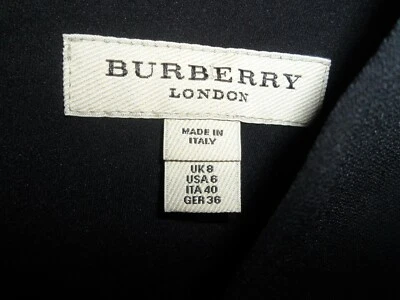 BURBERRY
LONDON
MADE IN
ITALY
UK 8
USA 6
ITA 40
GER 36